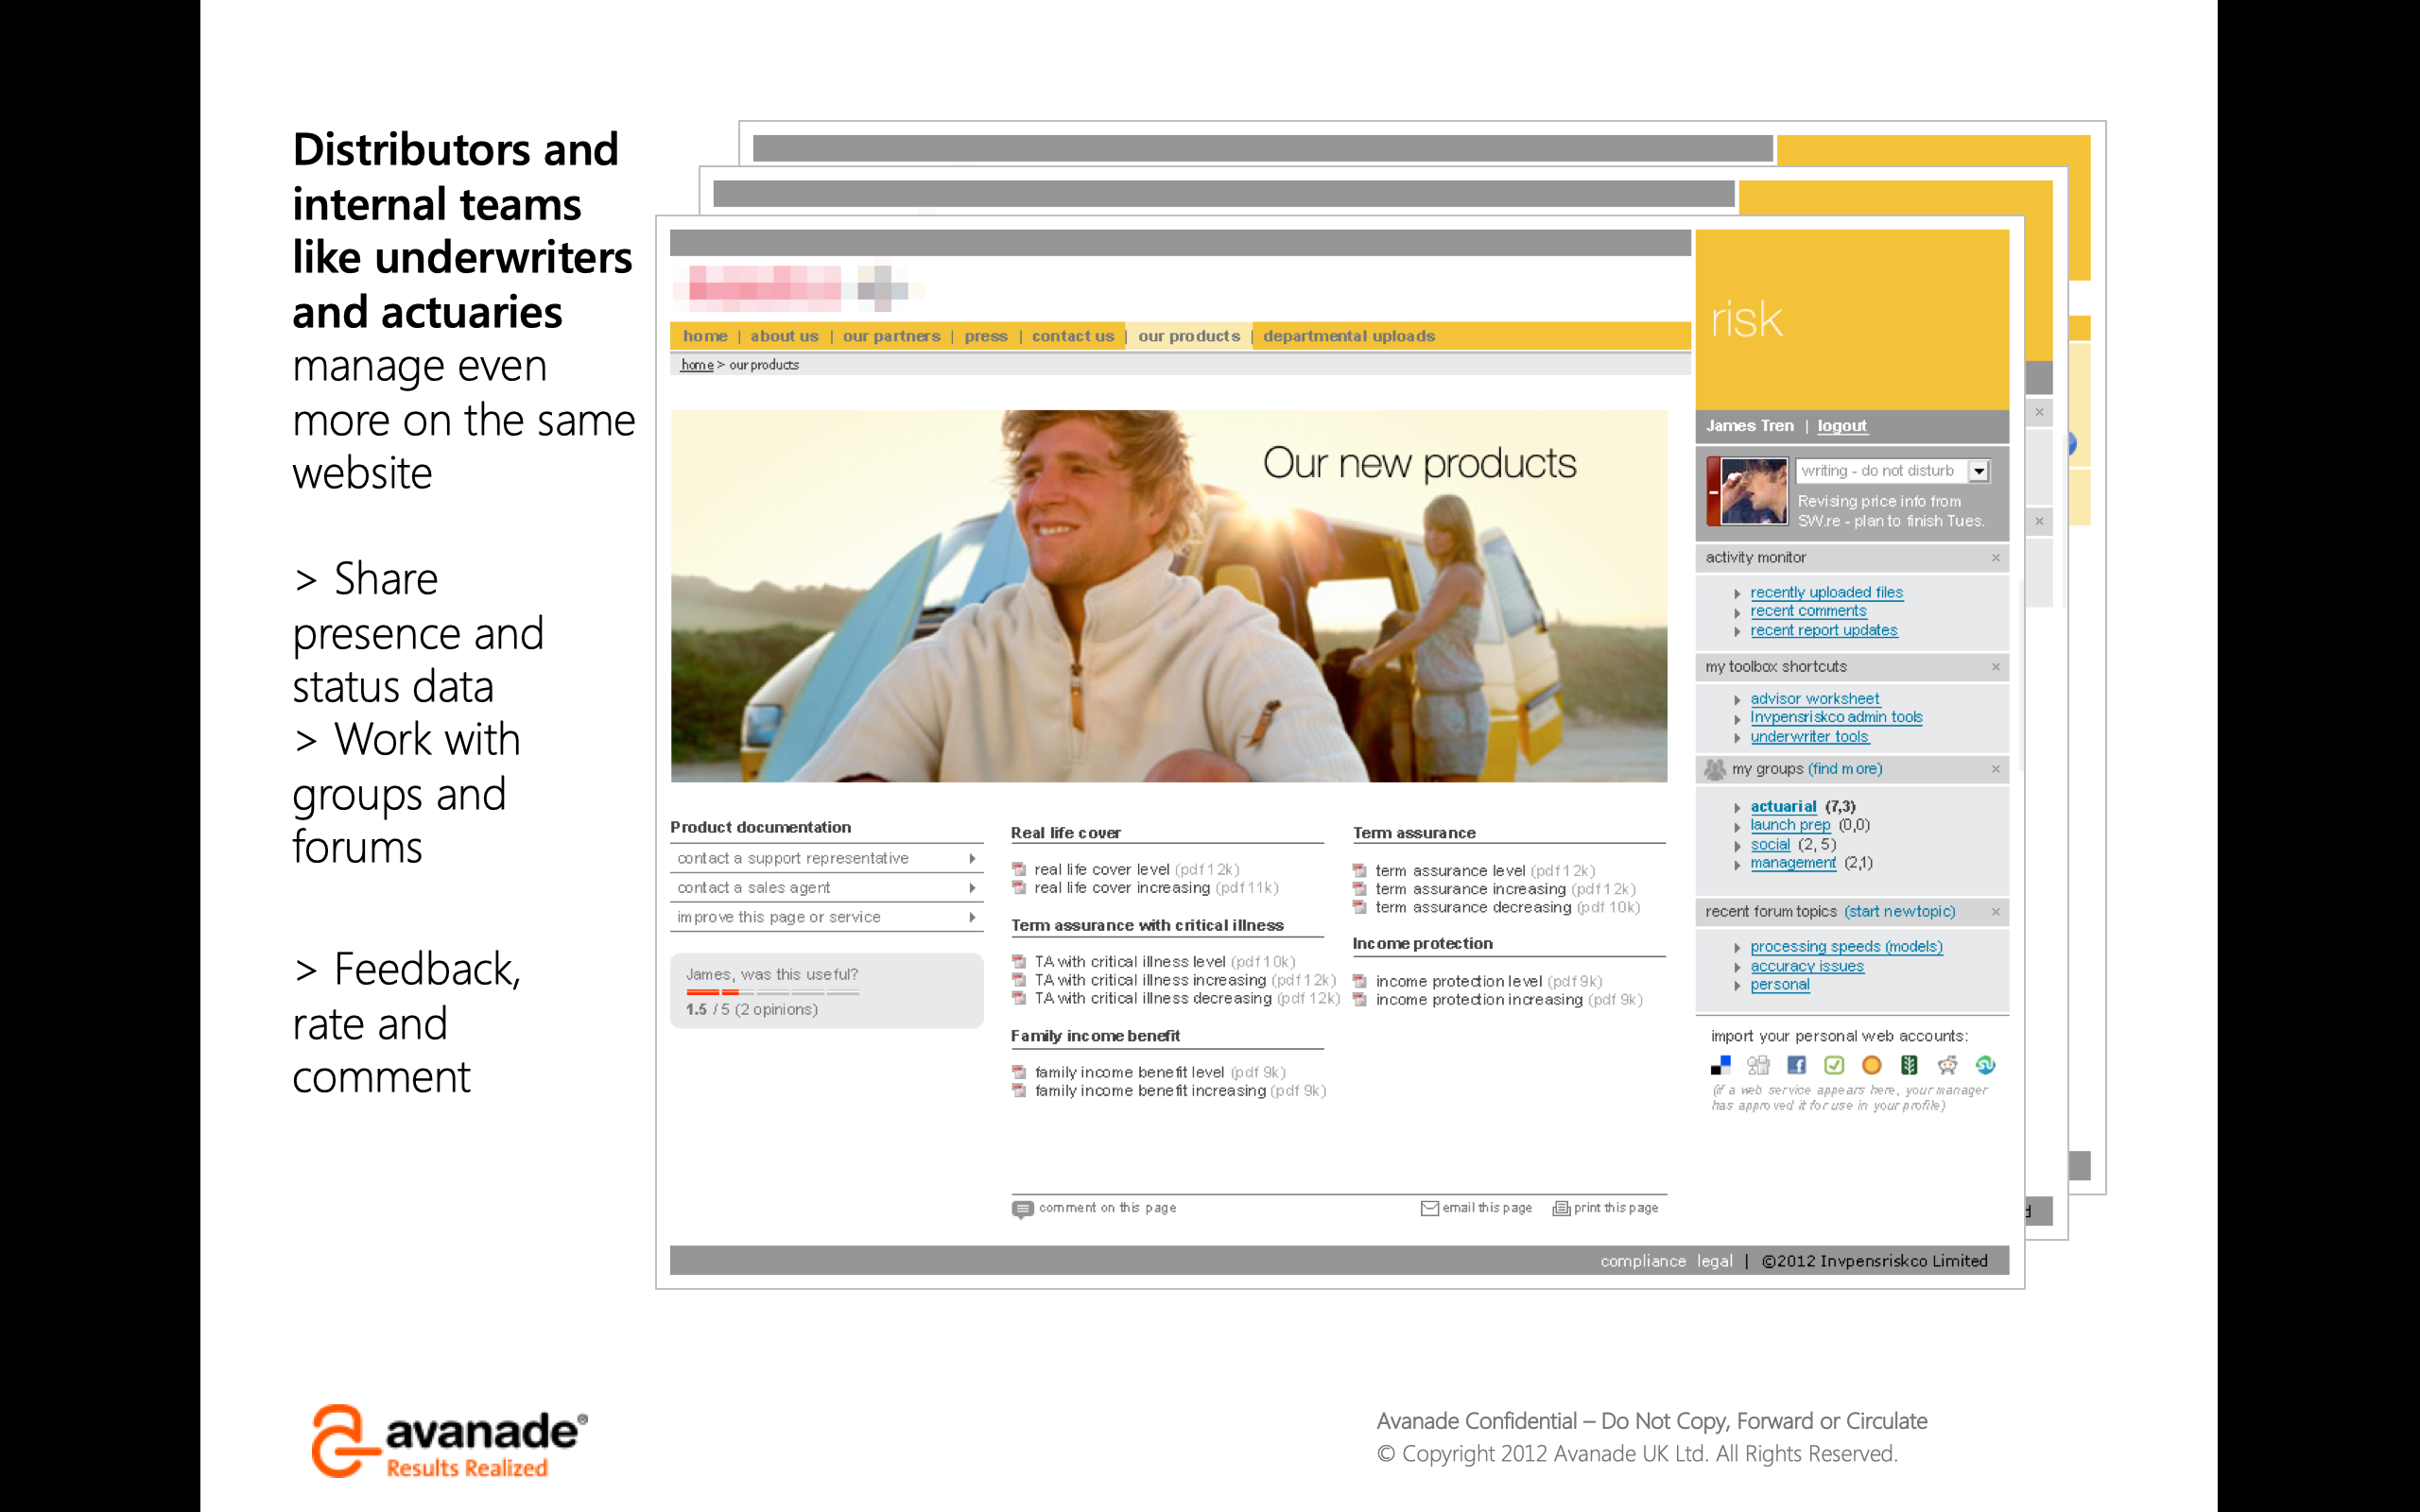 Distributors and
internal teams
like underwriters
and actuaries
manage even
more on the same
website
> Share
presence and
status data
> Work with
groups and
forums
> Feedback,
rate and
comment
home | about us | our partners | press | contact us | our products | departmental uploads
home > our products
Our new products
Product documentation
contact a support representative
contact a sales agent
improve this page or service
James, was this useful?
1.5 / 5 (2 opinions)
Real life cover
real life cover level (pdf 12k)
real life cover increasing (pdf 11k)
Term assurance with critical illness
TA with critical illness level (pdf 10k)
TA with critical illness increasing (pdf 12k)
TA with critical illness decreasing (pdf 12k)
Family income benefit
family income benefit level (pdf 9k)
family income benefit increasing (pdf 9k)
Term assurance
term assurance level (pdf 12k)
term assurance increasing (pdf 12k)
term assurance decreasing (pdf 10k)
Income protection
income protection level (pdf 9k)
income protection increasing (pdf 9k)
comment on this page
email this page
print this page
risk
James Tren | logout
writing - do not disturb
Revising price info from
SW.re - plan to finish Tues.
activity monitor
recently uploaded files
recent comments
recent report updates
my toolbox shortcuts
advisor worksheet
Invpensriskco admin tools
underwriter tools
my groups (find more)
actuarial (7,3)
launch prep (0,0)
social (2, 5)
management (2,1)
recent forum topics (start new topic)
processing speeds (models)
accuracy issues
personal
import your personal web accounts:
(if a web service appears here, your manager
has approved it for use in your profile)
compliance legal | ©2012 Invpensriskco Limited
avanade®
Results Realized
Avanade Confidential – Do Not Copy, Forward or Circulate
© Copyright 2012 Avanade UK Ltd. All Rights Reserved.